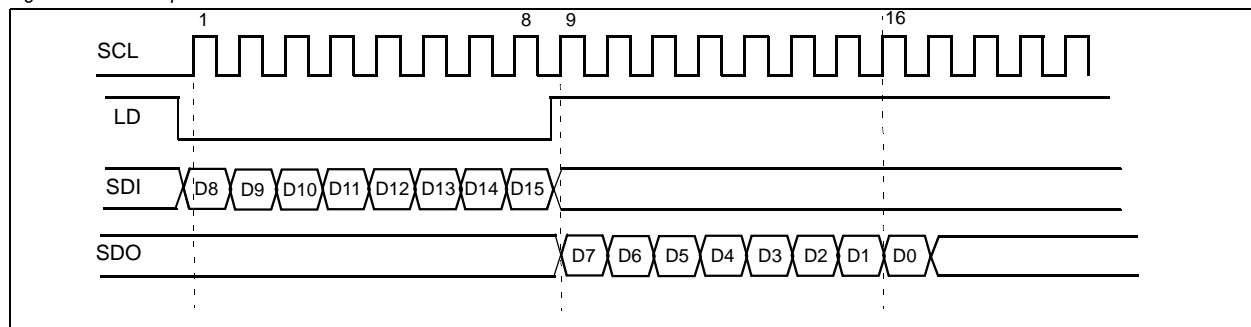 1 8 9 16
SCL
LD
SDI D8 D9 D10 D11 D12 D13 D14 D15
SDO D7 D6 D5 D4 D3 D2 D1 D0